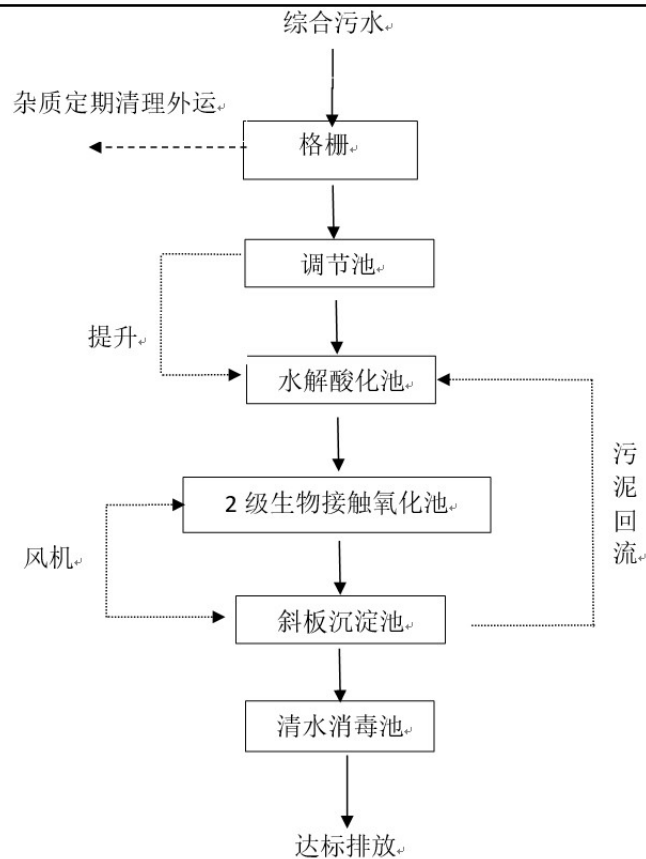 综合污水
杂质定期清理外运
格栅
调节池
提升
水解酸化池
污泥回流
2 级生物接触氧化池
风机
斜板沉淀池
清水消毒池
达标排放